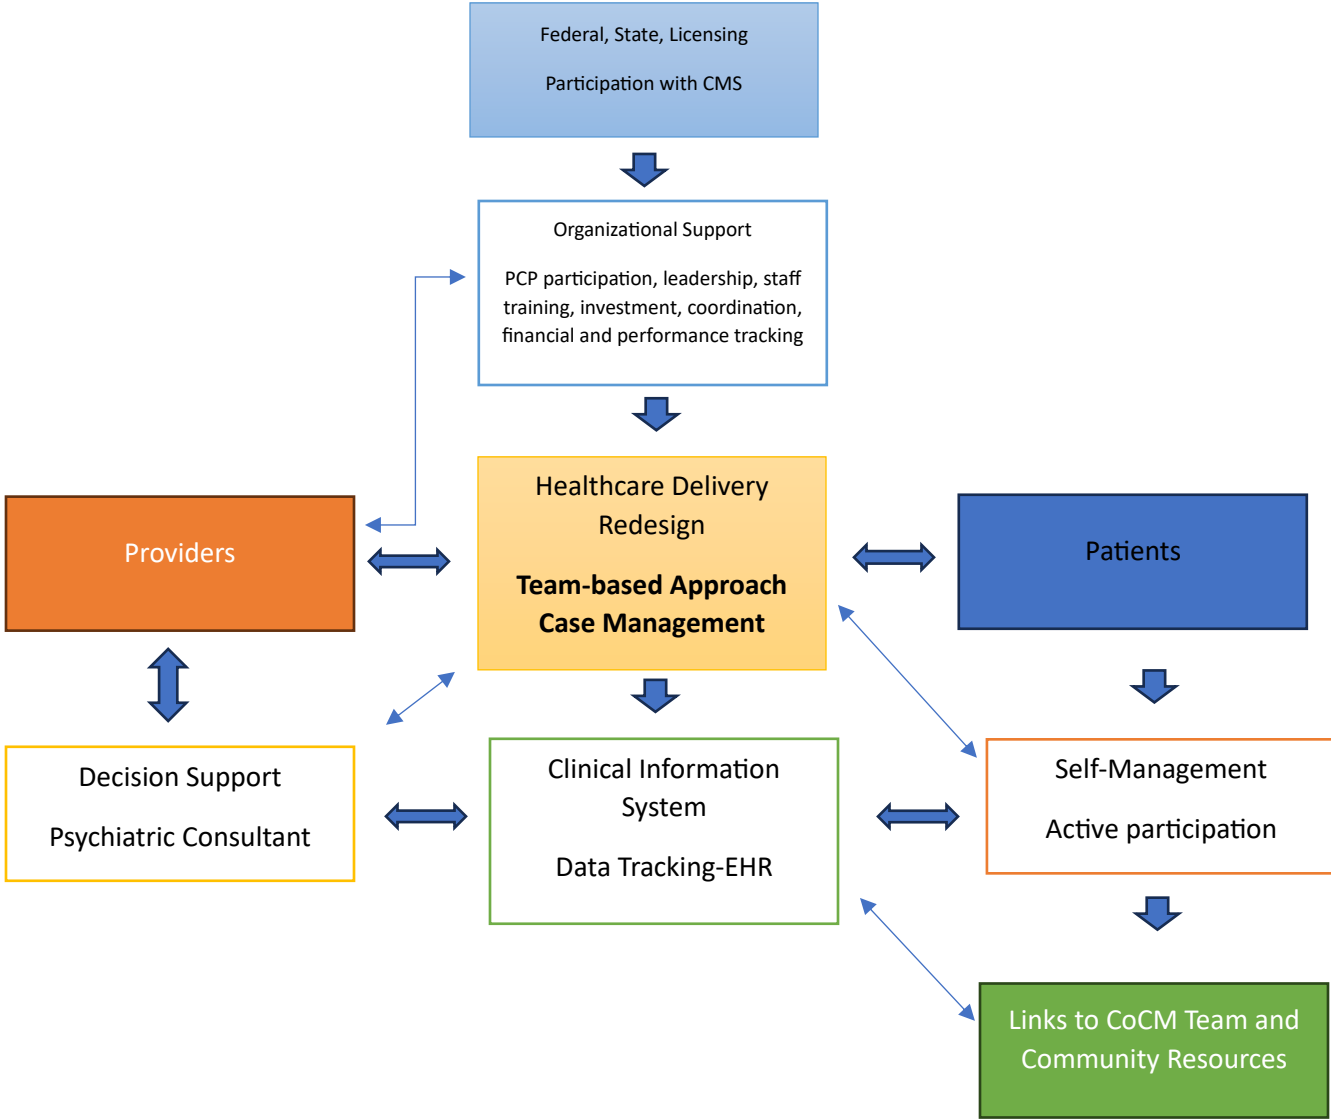 Federal, State, Licensing
Participation with CMS
Organizational Support
PCP participation, leadership, staff
training, investment, coordination,
financial and performance tracking
Healthcare Delivery
Redesign
Team-based Approach
Case Management
Providers
Patients
Decision Support
Psychiatric Consultant
Clinical Information
System
Data Tracking-EHR
Self-Management
Active participation
Links to CoCM Team and
Community Resources